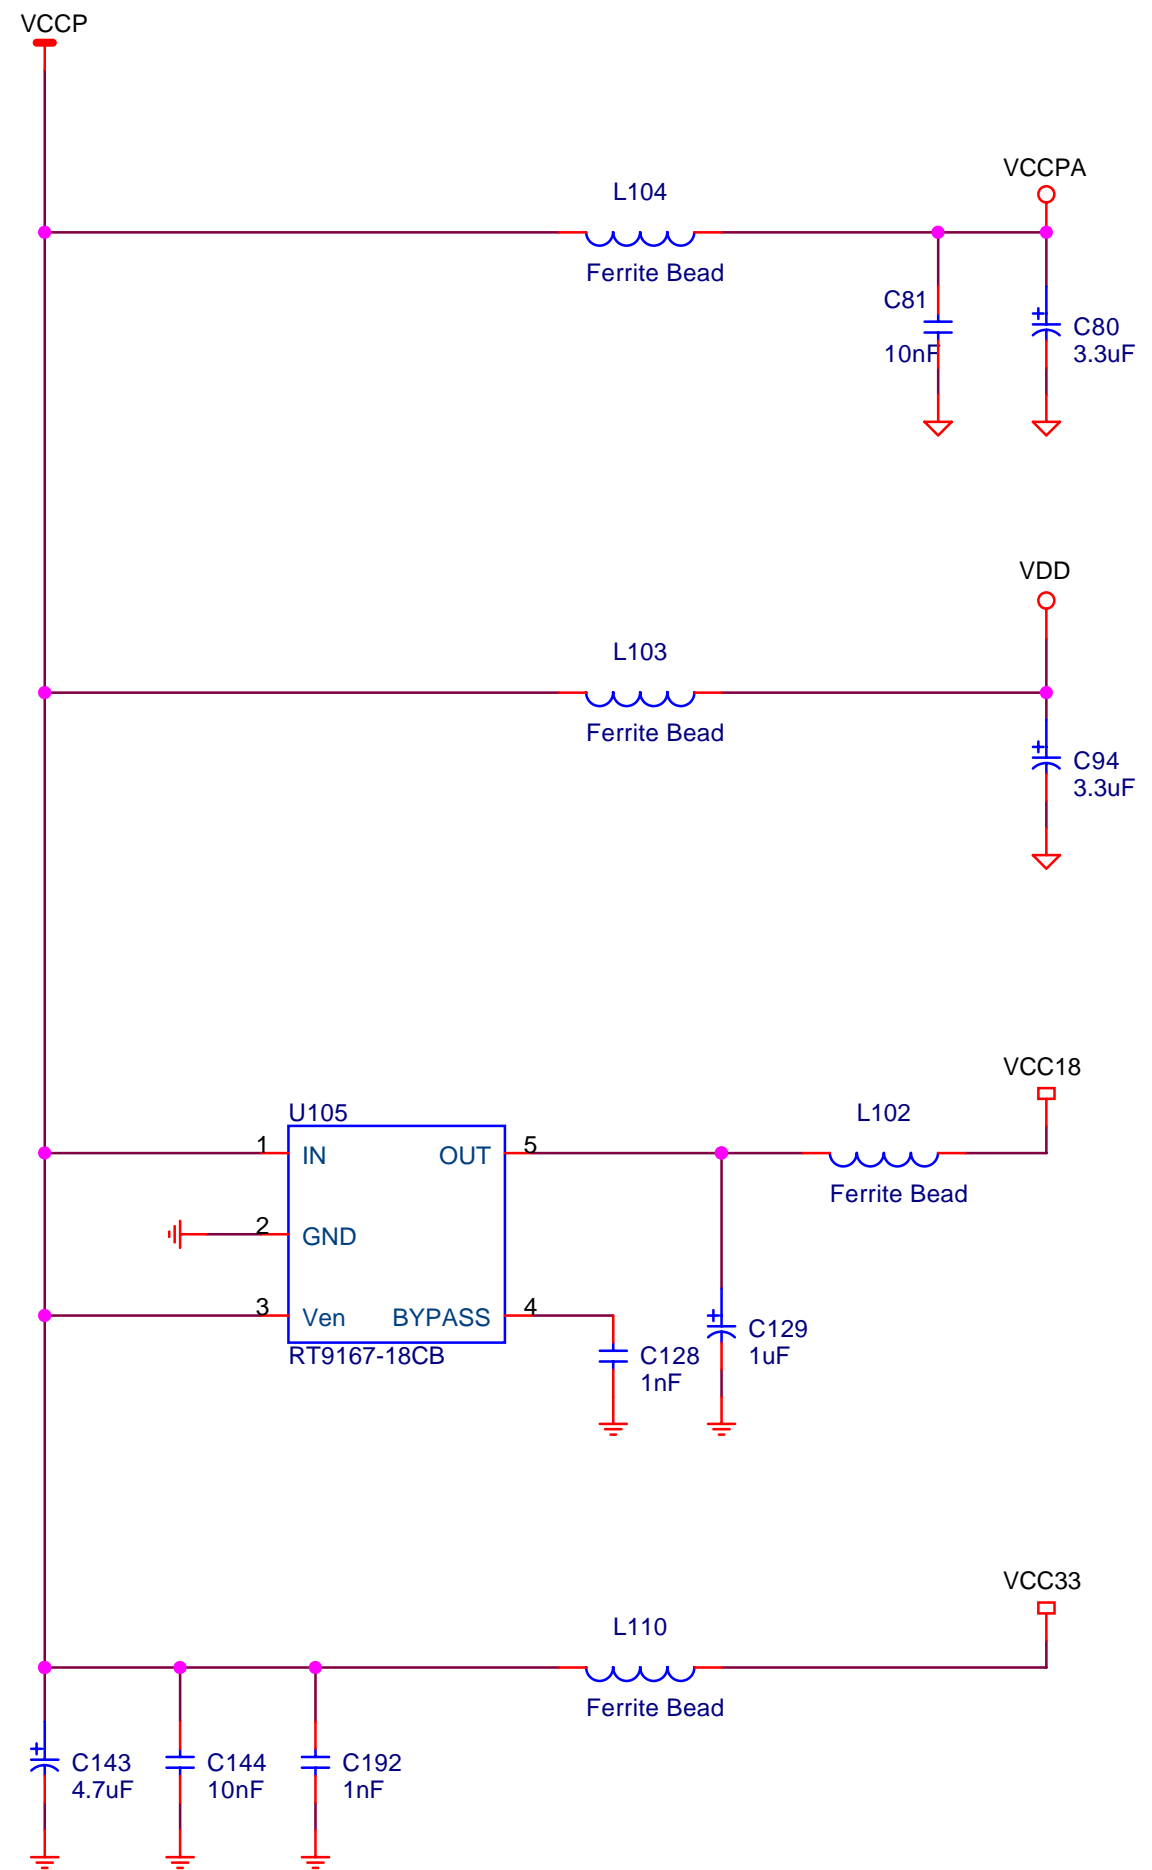 VCCP
VCCPA
L104
Ferrite Bead
C81
10nF
C80
3.3uF
VDD
L103
Ferrite Bead
C94
3.3uF
VCC18
U105
L102
1
IN
OUT
5
Ferrite Bead
2
GND
3
Ven
BYPASS
4
RT9167-18CB
C128
1nF
C129
1uF
VCC33
L110
Ferrite Bead
C143
4.7uF
C144
10nF
C192
1nF